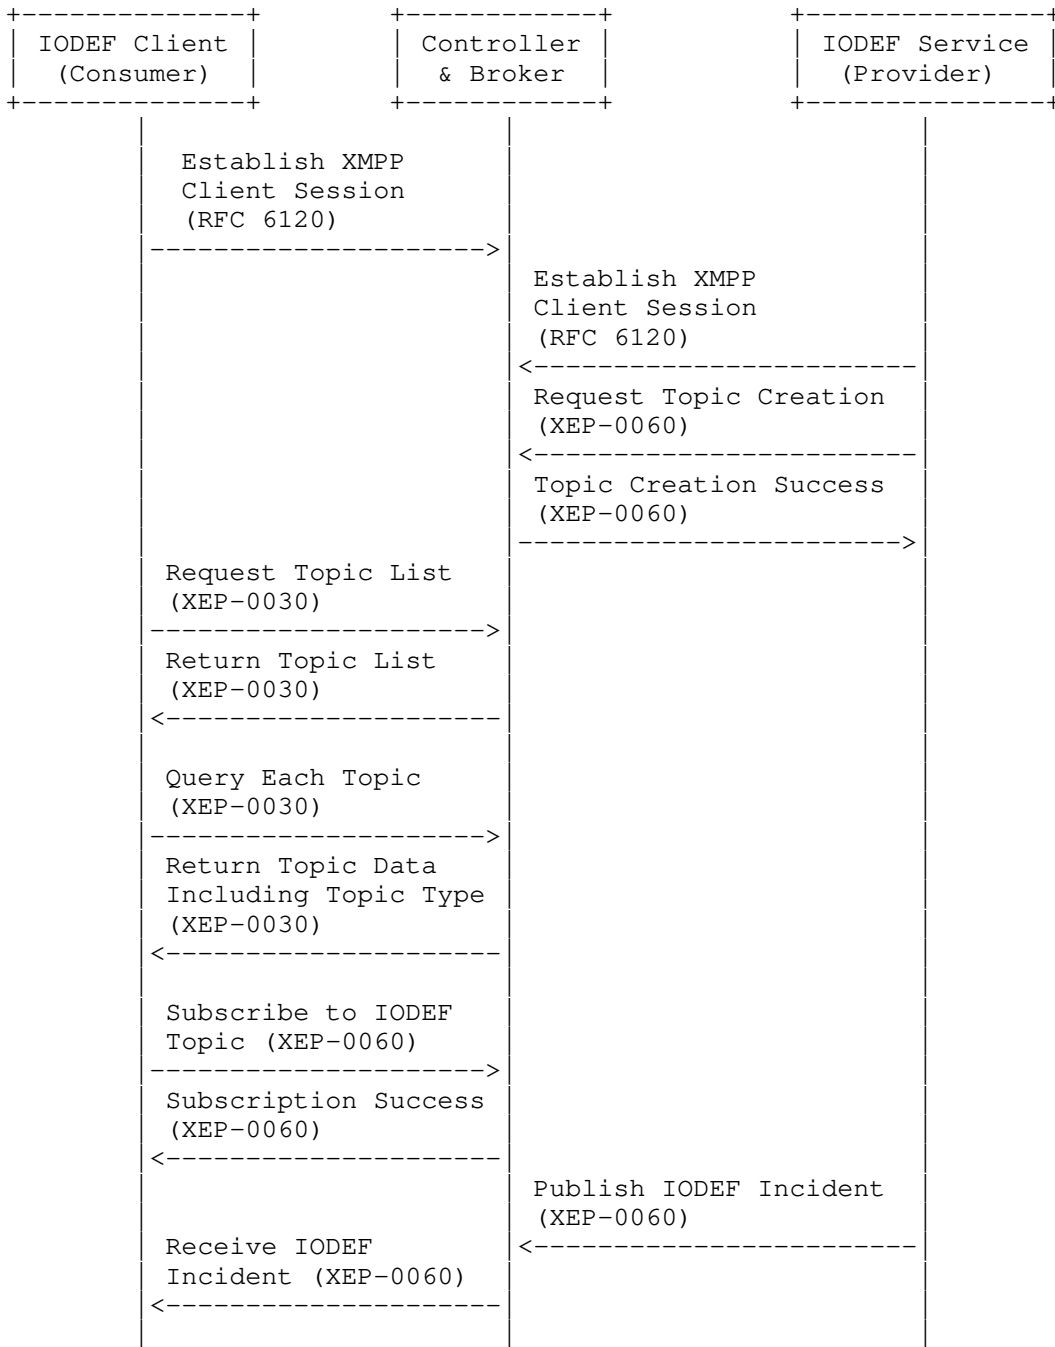 IODEF Client Controller IODEF Service
(Consumer) & Broker (Provider)
Establish XMPP
Client Session
(RFC 6120)
Establish XMPP
Client Session
(RFC 6120)
Request Topic Creation
(XEP-0060)
Topic Creation Success
(XEP-0060)
Request Topic List
(XEP-0030)
Return Topic List
(XEP-0030)
Query Each Topic
(XEP-0030)
Return Topic Data
Including Topic Type
(XEP-0030)
Subscribe to IODEF
Topic (XEP-0060)
Subscription Success
(XEP-0060)
Publish IODEF Incident
(XEP-0060)
Receive IODEF
Incident (XEP-0060)